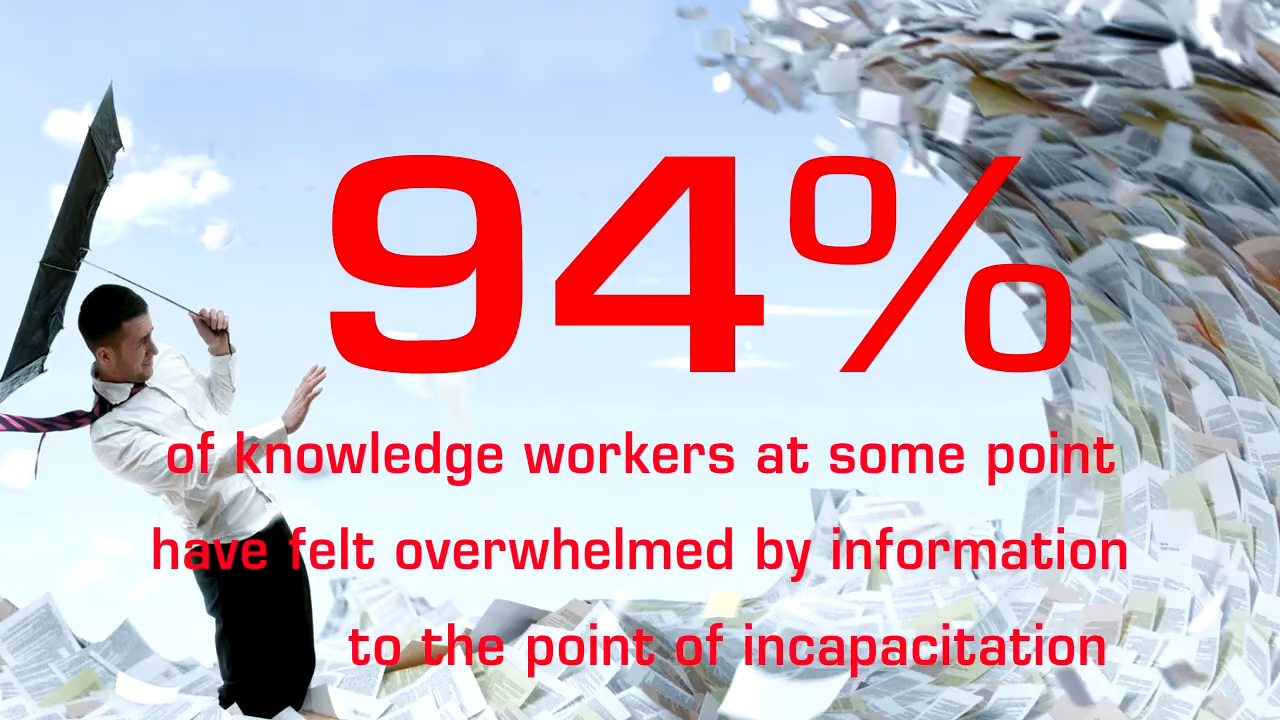 94%
of knowledge workers at some point
have felt overwhelmed by information
to the point of incapacitation